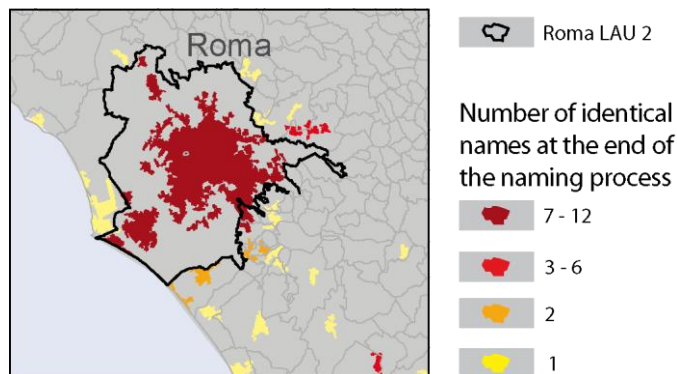 Roma
Roma LAU 2
Number of identical
names at the end of
the naming process
7 - 12
3 - 6
2
1